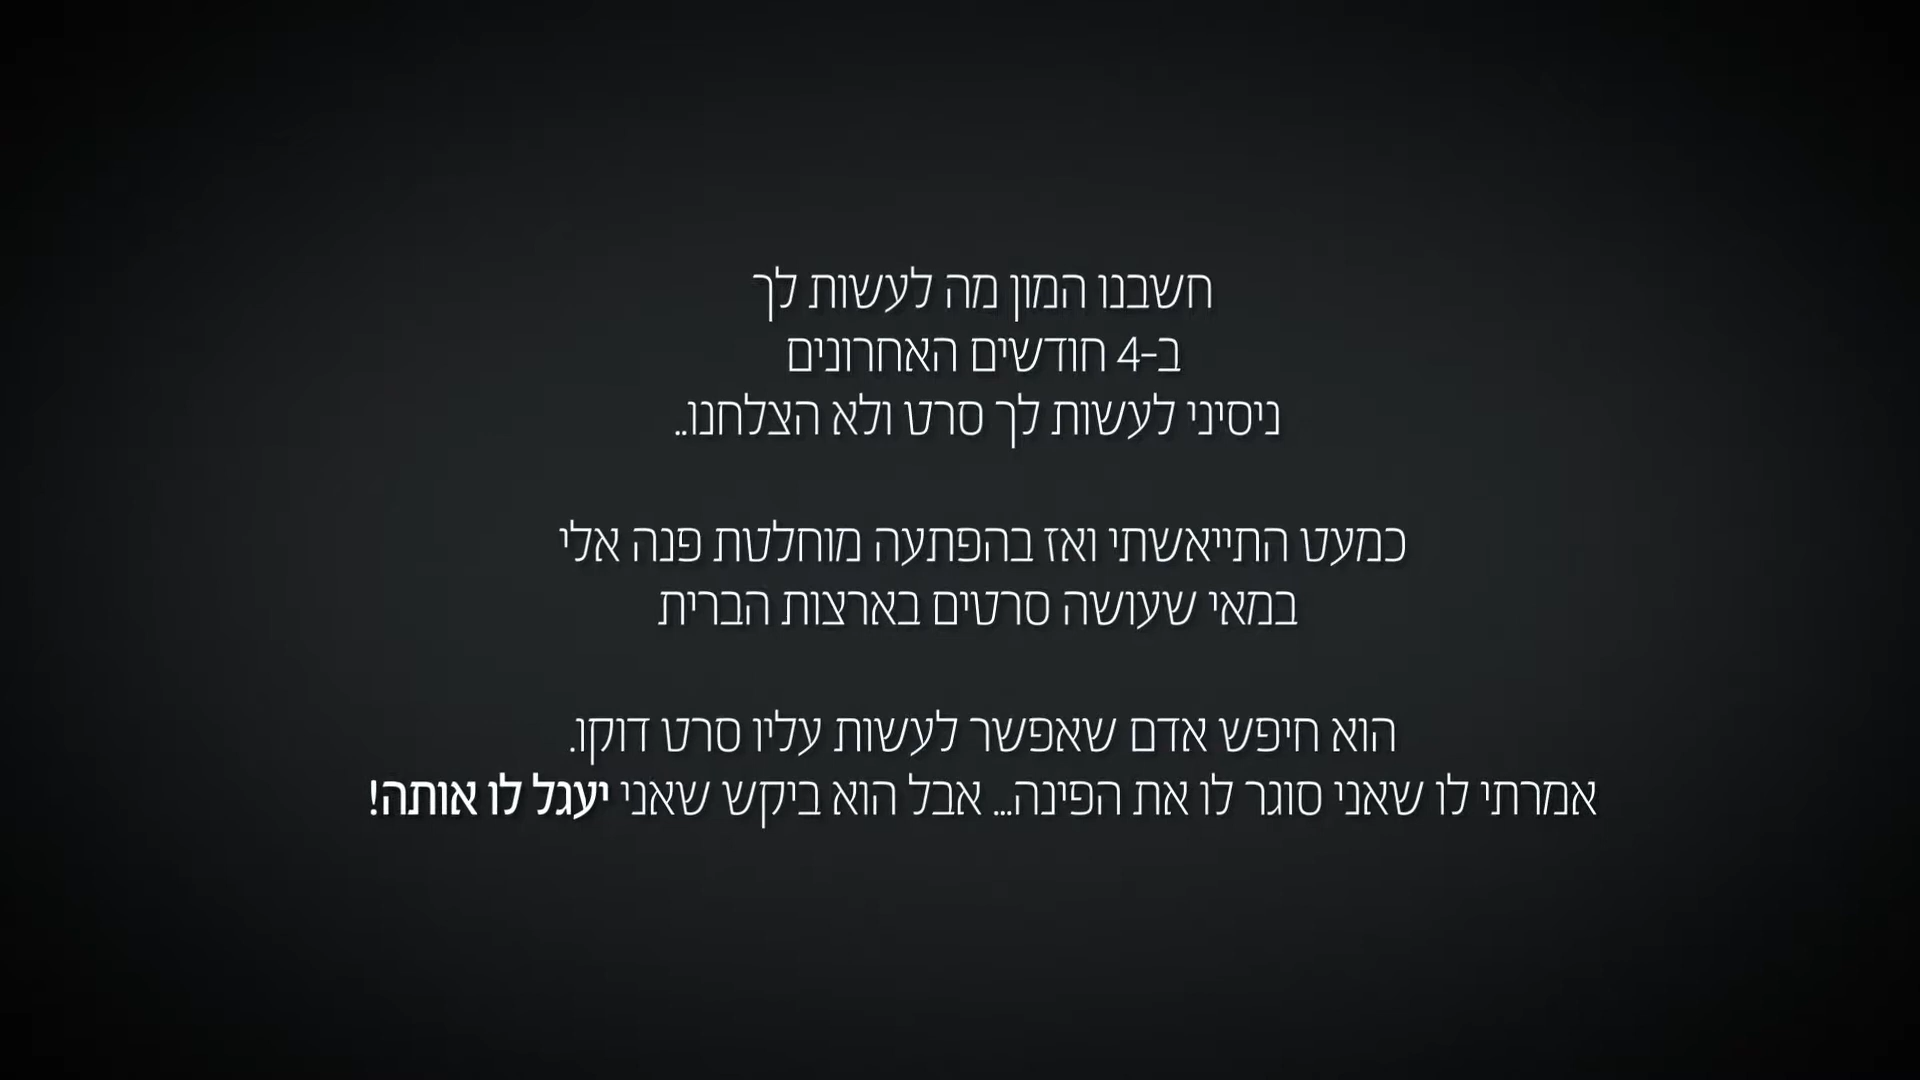 חשבנו המון מה לעשות לך
ב-4 חודשים האחרונים
ניסיני לעשות לך סרט ולא הצלחנו..
כמעט התייאשתי ואז בהפתעה מוחלטת פנה אלי
במאי שעושה סרטים בארצות הברית
הוא חיפש אדם שאפשר לעשות עליו סרט דוקו.
אמרתי לו שאני סוגר לו את הפינה... אבל הוא ביקש שאני יעגל לו אותה!